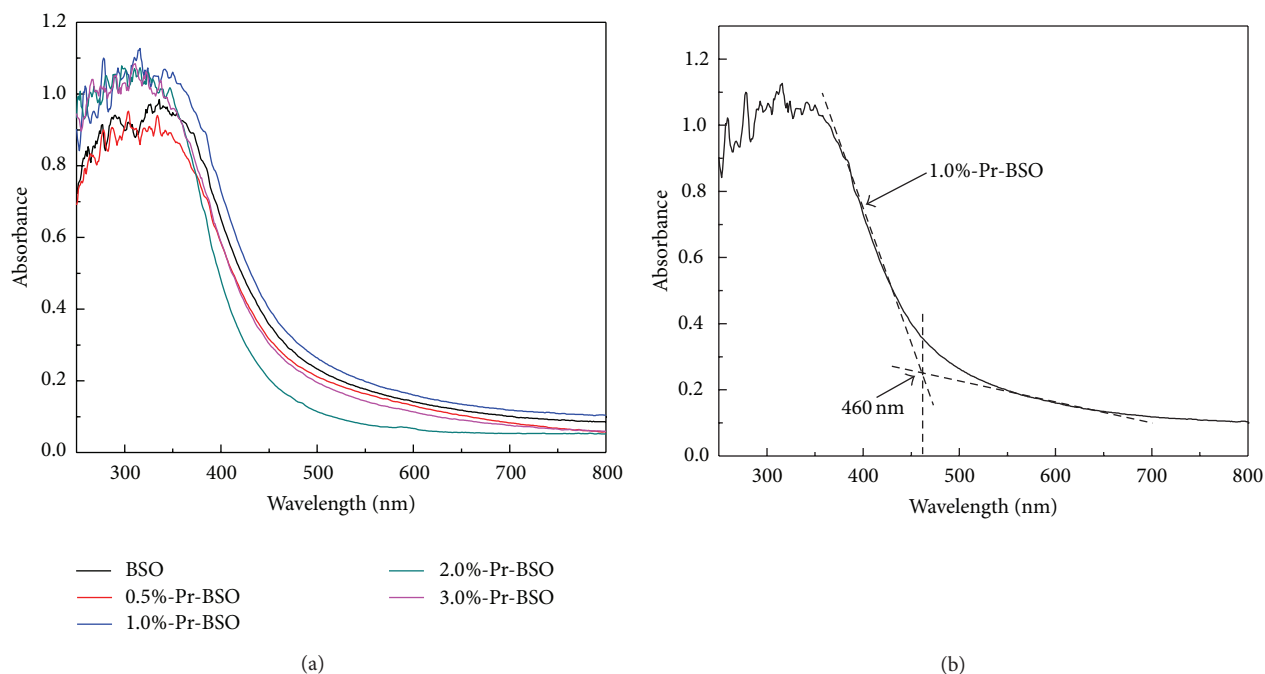 1.2
1.0
0.8
0.6
0.4
0.2
0.0
Absorbance
300 400 500 600 700 800
Wavelength (nm)
BSO
0.5%-Pr-BSO
1.0%-Pr-BSO
2.0%-Pr-BSO
3.0%-Pr-BSO
(a)
1.2
1.0
0.8
0.6
0.4
0.2
0.0
Absorbance
1.0%-Pr-BSO
460 nm
300 400 500 600 700 800
Wavelength (nm)
(b)